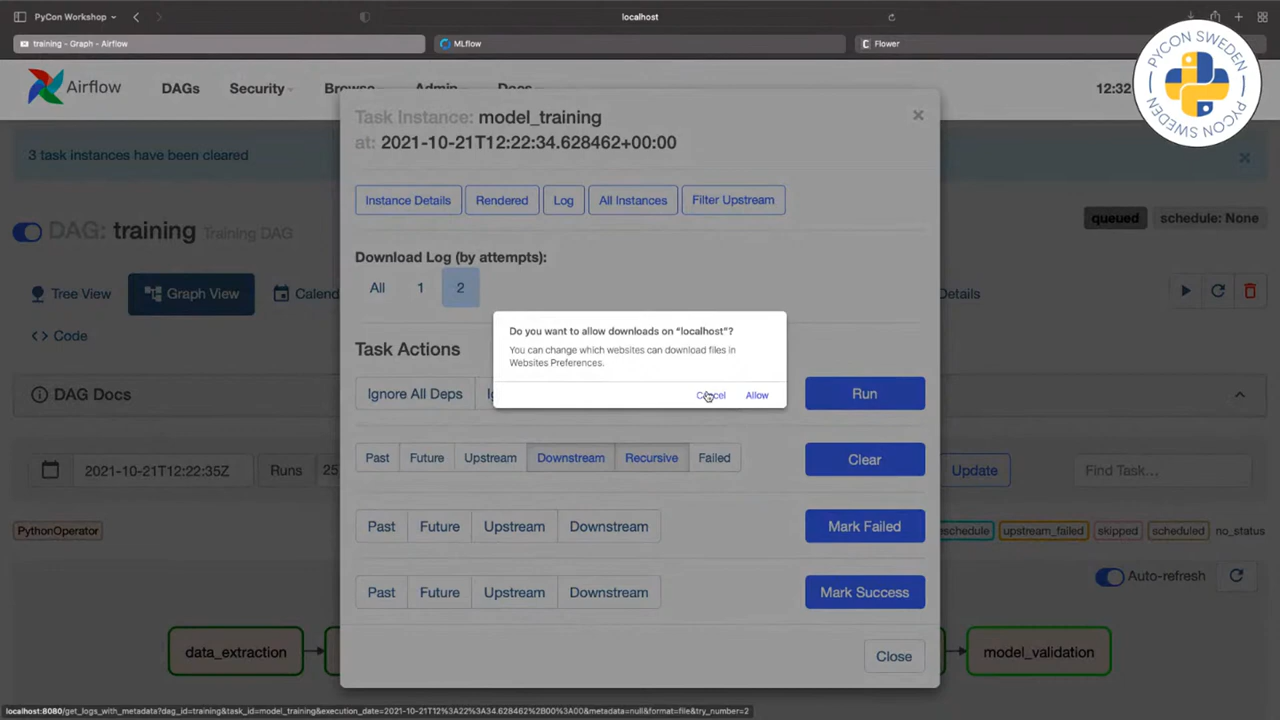 PyCon Workshop
localhost
training - Graph - Airflow
MLflow
Flower
PYCON SWEDEN
PYCON SWEDEN
Airflow
DAGs
Security
Browse
Admin
Docs
12:32
Task Instance: model_training
at: 2021-10-21T12:22:34.628462+00:00
3 task instances have been cleared
Instance Details
Rendered
Log
All Instances
Filter Upstream
DAG: training Training DAG
queued
schedule: None
Download Log (by attempts):
All
1
2
Tree View
Graph View
Calend
Details
Code
Do you want to allow downloads on “localhost”?
You can change which websites can download files in
Websites Preferences.
Cancel
Allow
Task Actions
Ignore All Deps
Run
DAG Docs
Past
Future
Upstream
Downstream
Recursive
Failed
Clear
2021-10-21T12:22:35Z
Runs
25
Update
Find Task…
Past
Future
Upstream
Downstream
Mark Failed
PythonOperator
eschedule
upstream_failed
skipped
scheduled
no_status
Auto-refresh
Past
Future
Upstream
Downstream
Mark Success
data_extraction
model_validation
Close
localhost:8080/get_logs_with_metadata?dag_id=training&task_id=model_training&execution_date=2021-10-21T12%3A22%3A34.628462%2B00%3A00&metadata=null&format=file&try_number=2